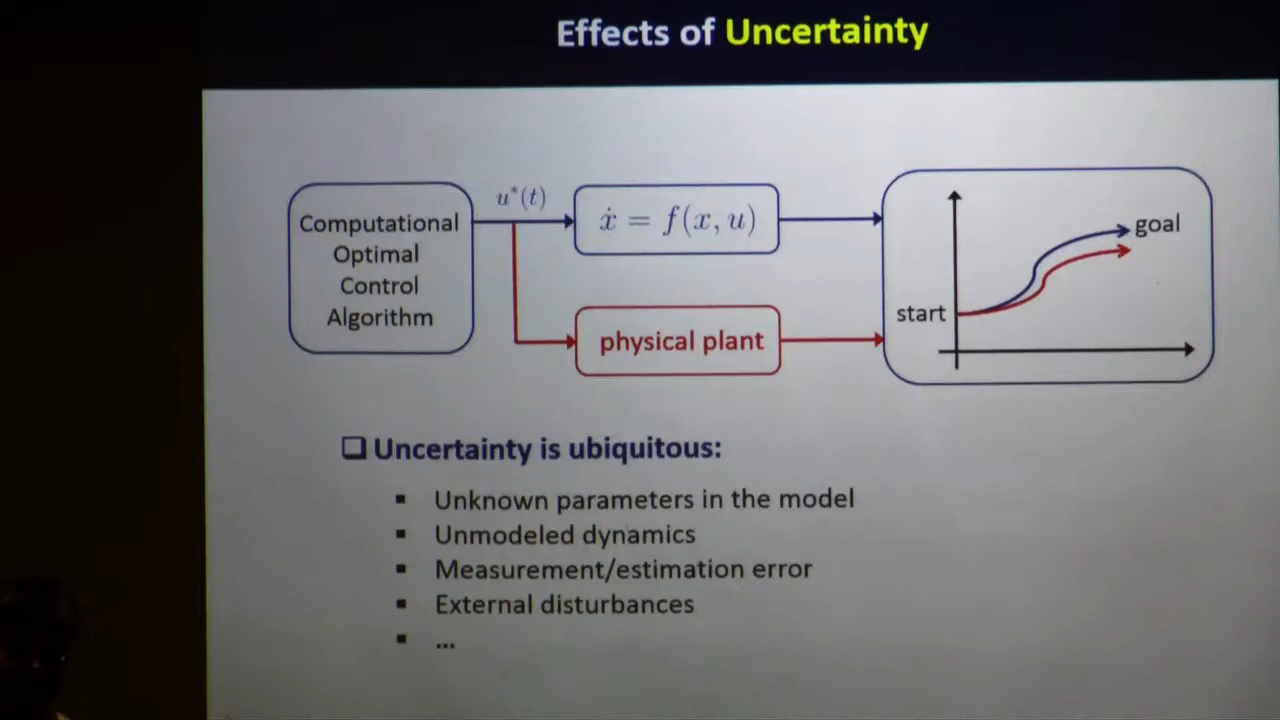 Effects of Uncertainty
Computational
Optimal
Control
Algorithm
u*(t)
ẋ = f(x, u)
physical plant
goal
start
❑ Uncertainty is ubiquitous:
▪ Unknown parameters in the model
▪ Unmodeled dynamics
▪ Measurement/estimation error
▪ External disturbances
▪ ...